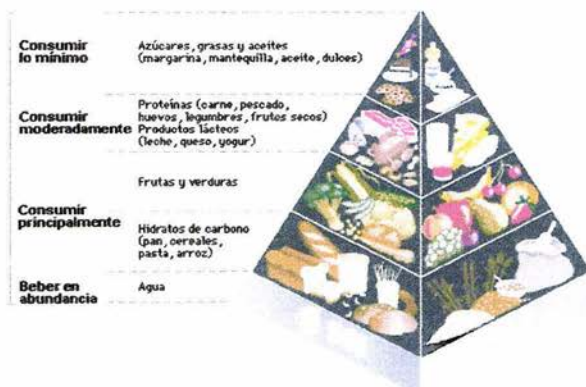 Consumir
lo mínimo
Azúcares, grasas y aceites
(margarina, mantequilla, aceite, dulces)
Consumir
moderadamente
Proteínas (carne, pescado,
huevos, legumbres, frutos secos)
Productos lácteos
(leche, queso, yogur)
Consumir
principalmente
Frutas y verduras
Hidratos de carbono
(pan, cereales,
pasta, arroz)
Beber en
abundancia
Agua